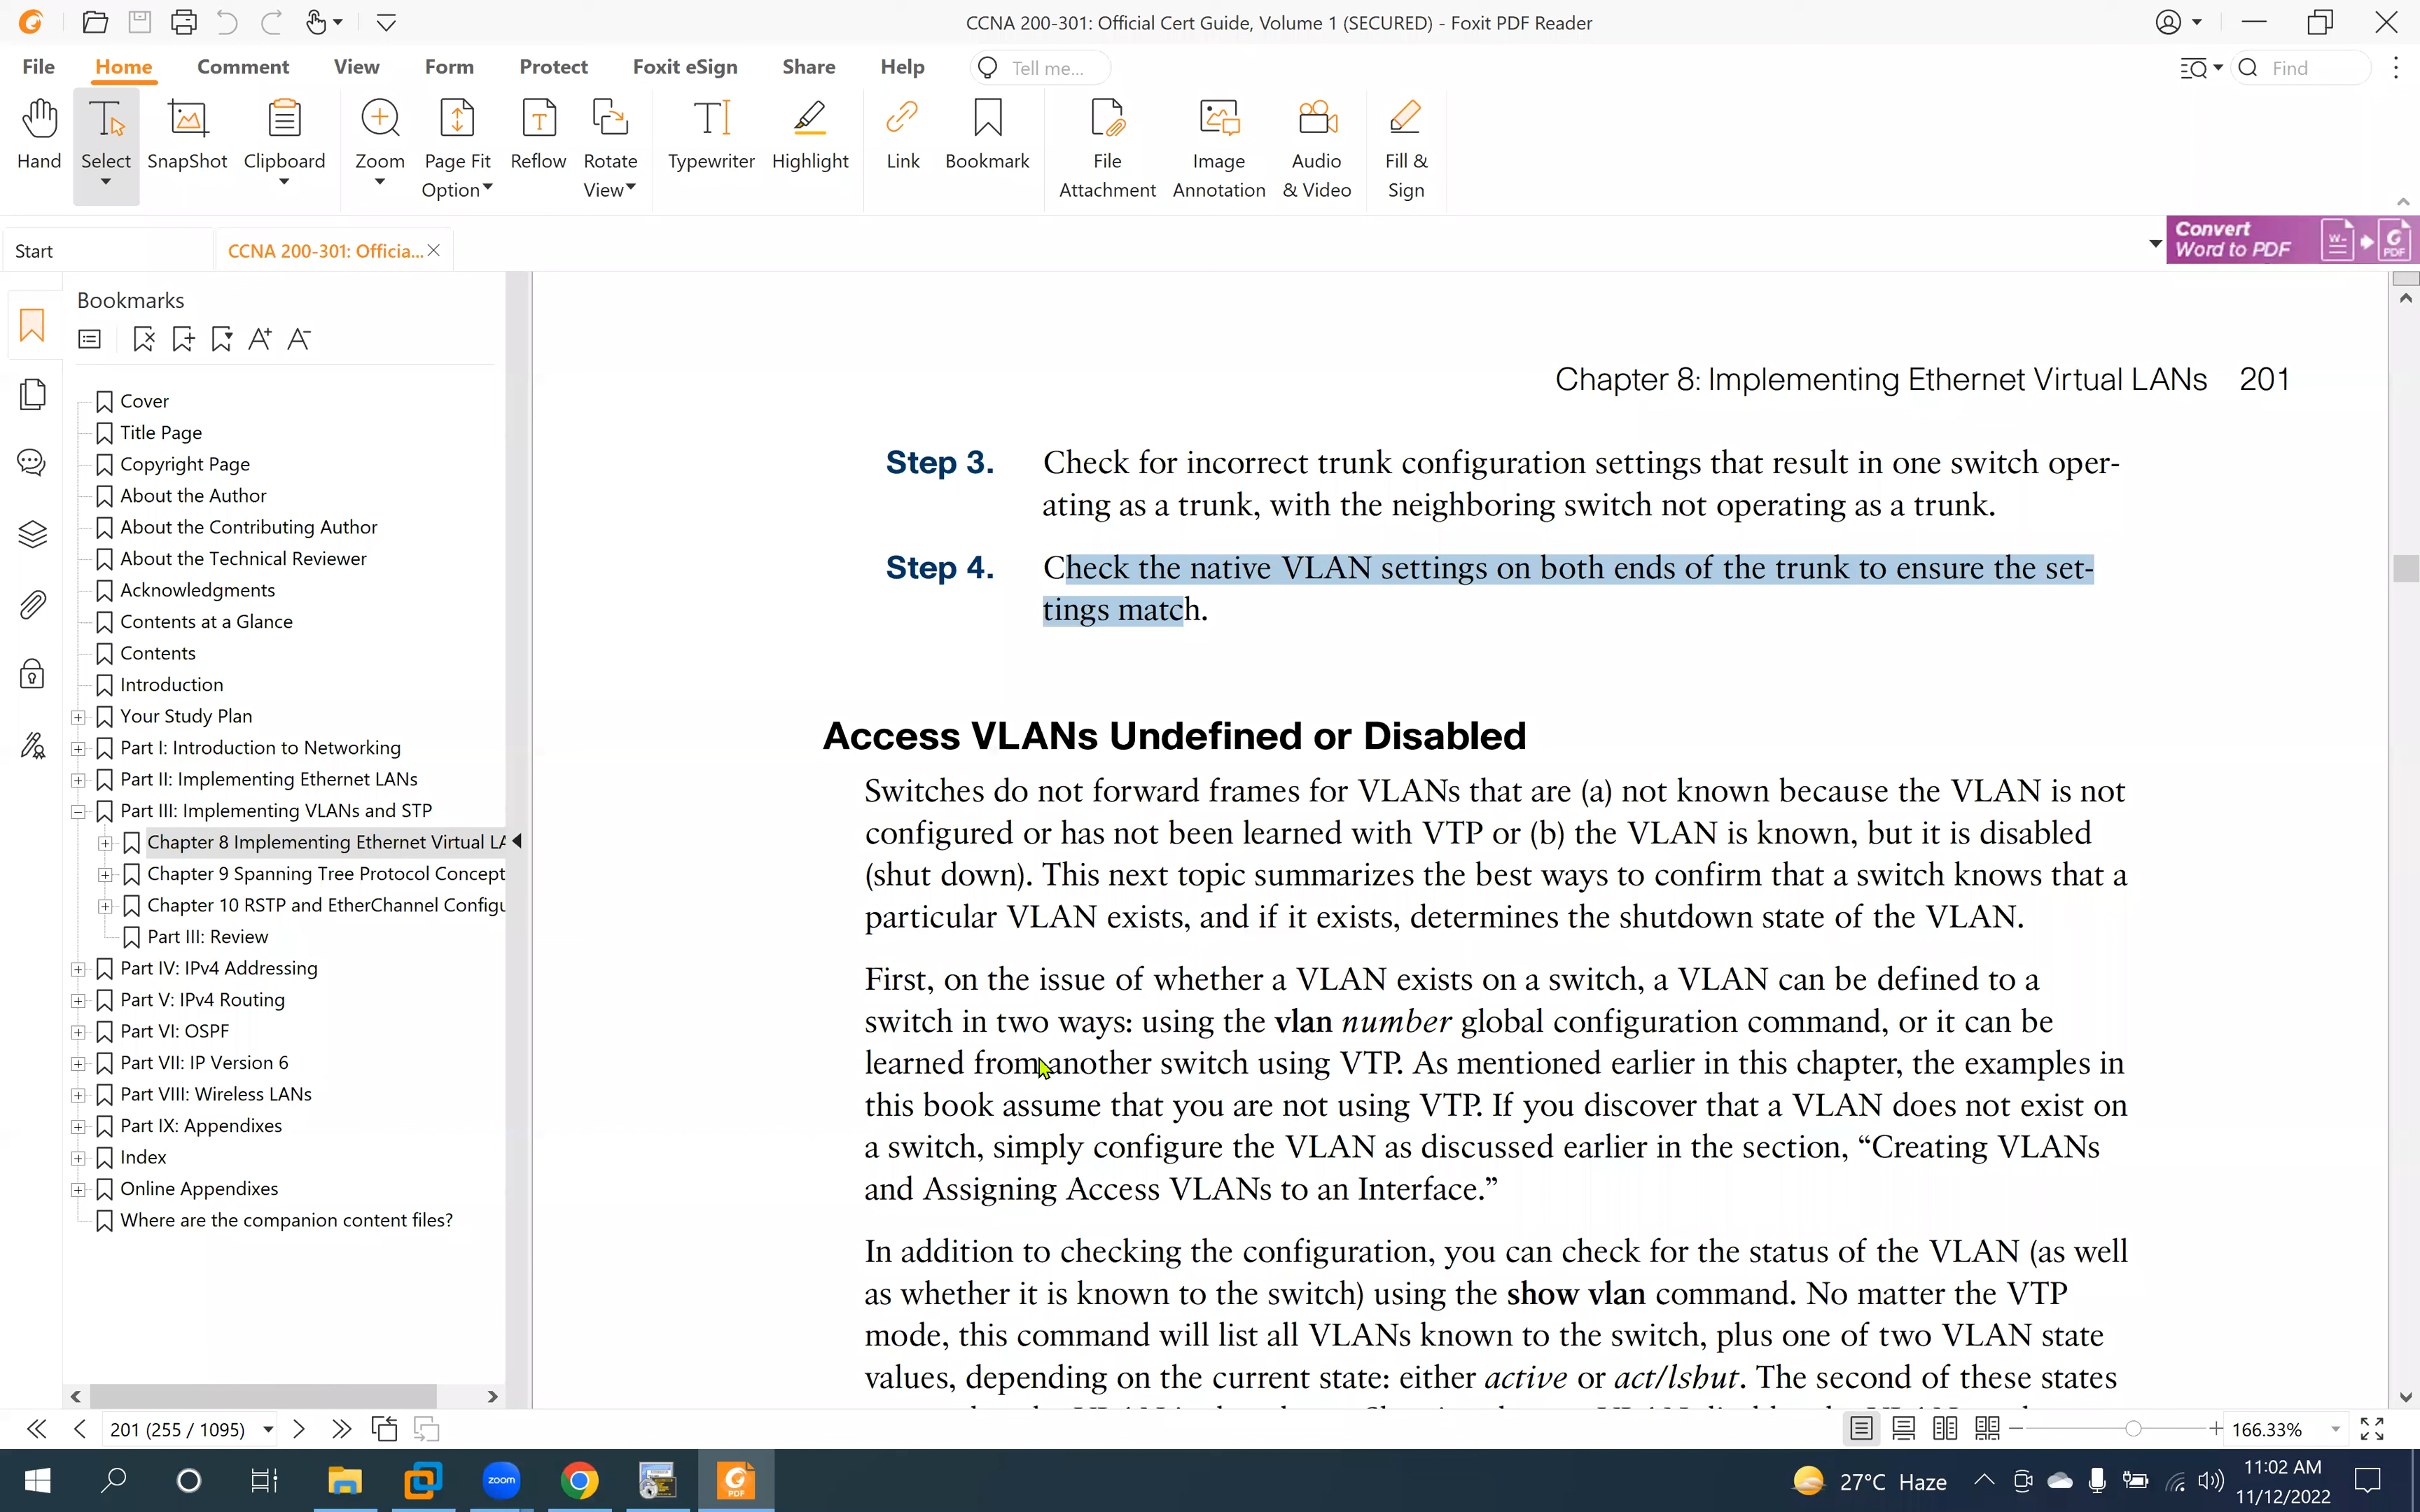 CCNA 200-301: Official Cert Guide, Volume 1 (SECURED) - Foxit PDF Reader
File Home Comment View Form Protect Foxit eSign Share Help Tell me... Find
Hand Select SnapShot Clipboard Zoom Page Fit Option Reflow Rotate View Typewriter Highlight Link Bookmark File Attachment Image Annotation Audio & Video Fill & Sign
Start CCNA 200-301: Officia...
Convert
Word to PDF
Bookmarks
Cover
Title Page
Copyright Page
About the Author
About the Contributing Author
About the Technical Reviewer
Acknowledgments
Contents at a Glance
Contents
Introduction
Your Study Plan
Part I: Introduction to Networking
Part II: Implementing Ethernet LANs
Part III: Implementing VLANs and STP
Chapter 8 Implementing Ethernet Virtual LA
Chapter 9 Spanning Tree Protocol Concept
Chapter 10 RSTP and EtherChannel Configu
Part III: Review
Part IV: IPv4 Addressing
Part V: IPv4 Routing
Part VI: OSPF
Part VII: IP Version 6
Part VIII: Wireless LANs
Part IX: Appendixes
Index
Online Appendixes
Where are the companion content files?
Chapter 8: Implementing Ethernet Virtual LANs 201
Step 3. Check for incorrect trunk configuration settings that result in one switch oper-
ating as a trunk, with the neighboring switch not operating as a trunk.
Step 4. Check the native VLAN settings on both ends of the trunk to ensure the set-
tings match.
Access VLANs Undefined or Disabled
Switches do not forward frames for VLANs that are (a) not known because the VLAN is not
configured or has not been learned with VTP or (b) the VLAN is known, but it is disabled
(shut down). This next topic summarizes the best ways to confirm that a switch knows that a
particular VLAN exists, and if it exists, determines the shutdown state of the VLAN.
First, on the issue of whether a VLAN exists on a switch, a VLAN can be defined to a
switch in two ways: using the vlan number global configuration command, or it can be
learned from another switch using VTP. As mentioned earlier in this chapter, the examples in
this book assume that you are not using VTP. If you discover that a VLAN does not exist on
a switch, simply configure the VLAN as discussed earlier in the section, “Creating VLANs
and Assigning Access VLANs to an Interface.”
In addition to checking the configuration, you can check for the status of the VLAN (as well
as whether it is known to the switch) using the show vlan command. No matter the VTP
mode, this command will list all VLANs known to the switch, plus one of two VLAN state
values, depending on the current state: either active or act/lshut. The second of these states
201 (255 / 1095) 166.33%
zoom
PDF
27°C Haze
11:02 AM
11/12/2022